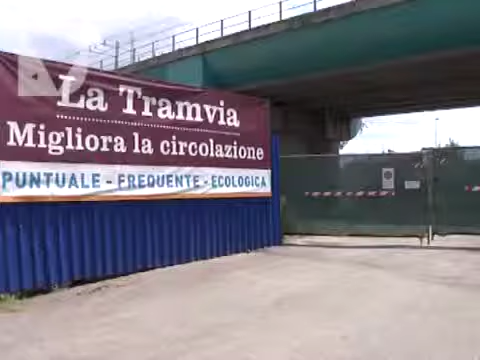 La Tramvia
Migliora la circolazione
PUNTUALE - FREQUENTE - ECOLOGICA